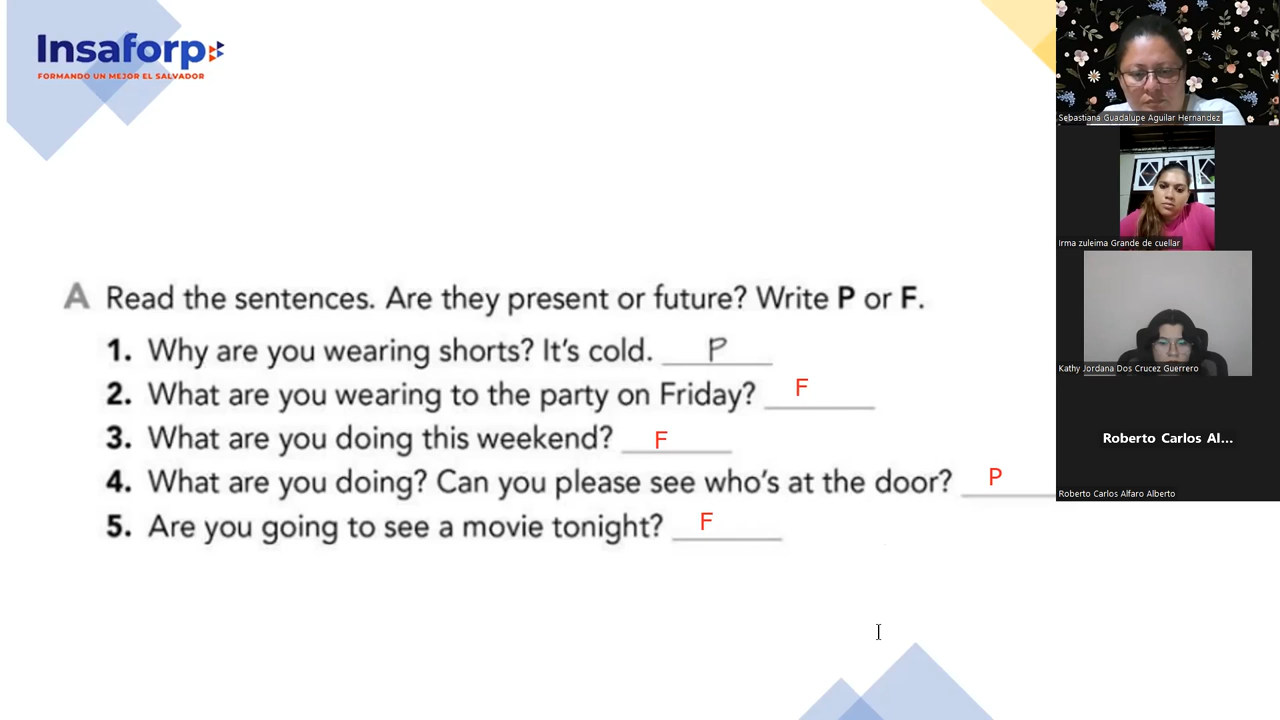 Insaforp
FORMANDO UN MEJOR EL SALVADOR
A Read the sentences. Are they present or future? Write P or F.
1. Why are you wearing shorts? It's cold. P
2. What are you wearing to the party on Friday? F
3. What are you doing this weekend? F
4. What are you doing? Can you please see who's at the door? P
5. Are you going to see a movie tonight? F
Sebastiana Guadalupe Aguilar Hernandez
Irma zuleima Grande de cuellar
Kathy Jordana Dos Crucez Guerrero
Roberto Carlos Al...
Roberto Carlos Alfaro Alberto